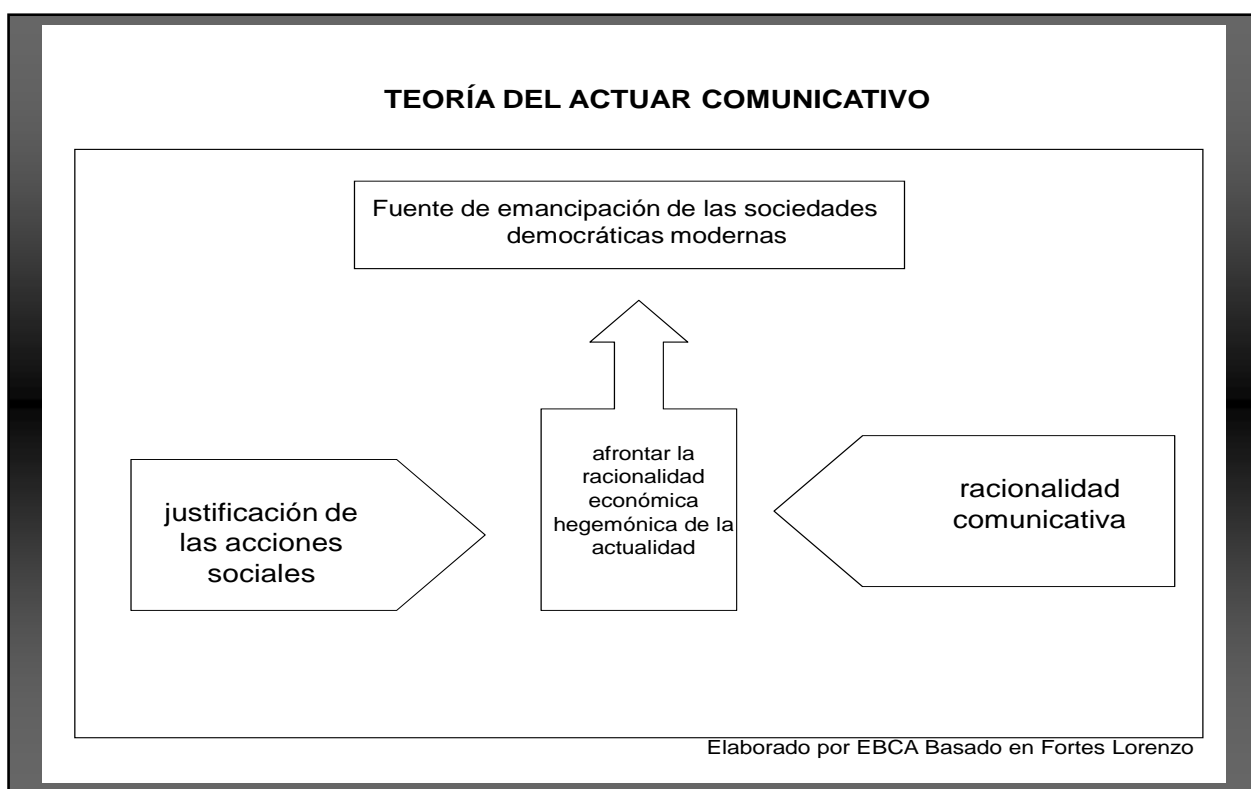 TEORÍA DEL ACTUAR COMUNICATIVO
Fuente de emancipación de las sociedades
democráticas modernas
afrontar la
racionalidad
económica
hegemónica de la
actualidad
justificación de
las acciones
sociales
racionalidad
comunicativa
Elaborado por EBCA Basado en Fortes Lorenzo